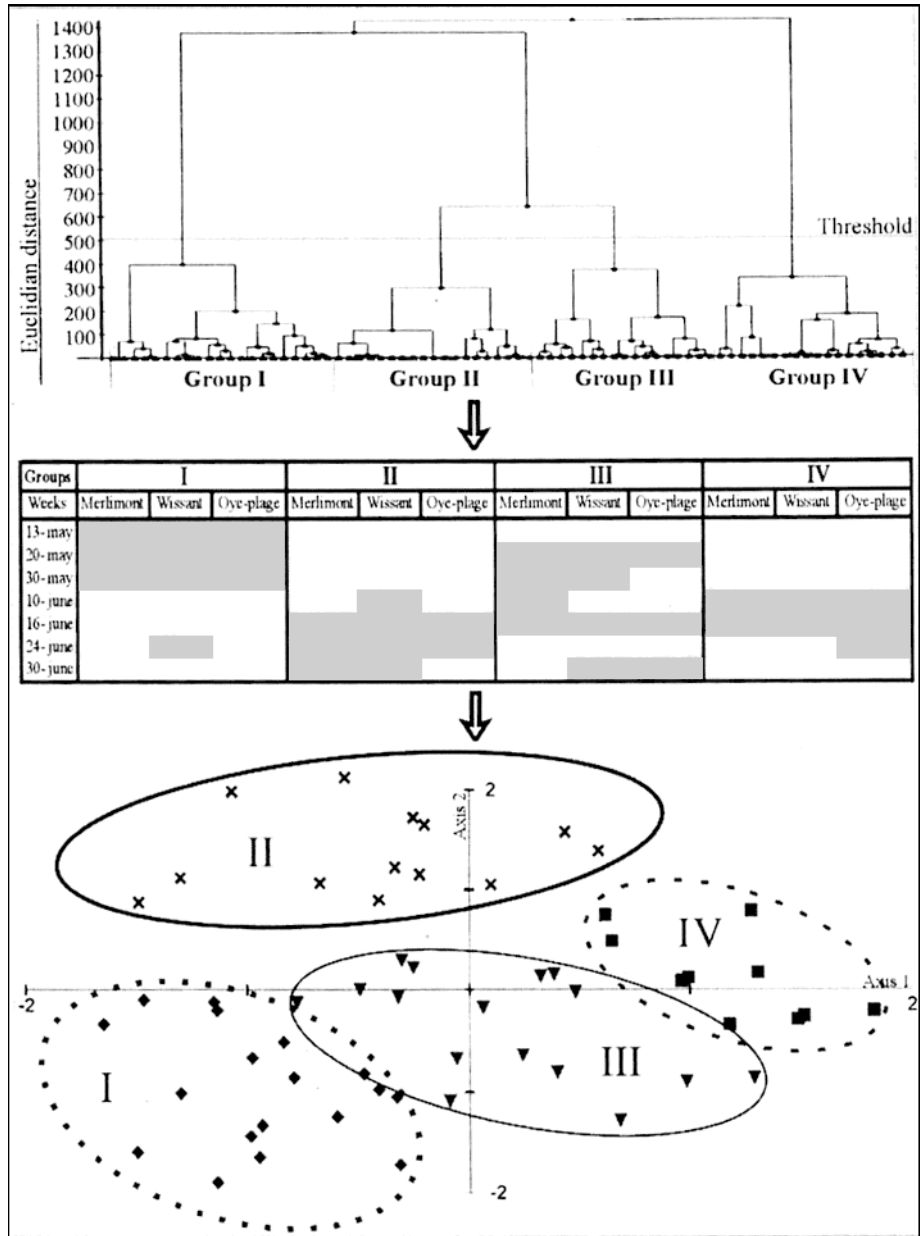 1400
1300
1200
1100
1000
900
800
700
600
500
400
300
200
100
Euclidian distance
Threshold
Group I Group II Group III Group IV
Groups I II III IV
Weeks Merlimont Wissant Oye-plage Merlimont Wissant Oye-plage Merlimont Wissant Oye-plage Merlimont Wissant Oye-plage
13- may
20- may
30- may
10- june
16- june
24- june
30- june
2
Axis 2
II
IV
-2 Axis 1 2
I III
-2